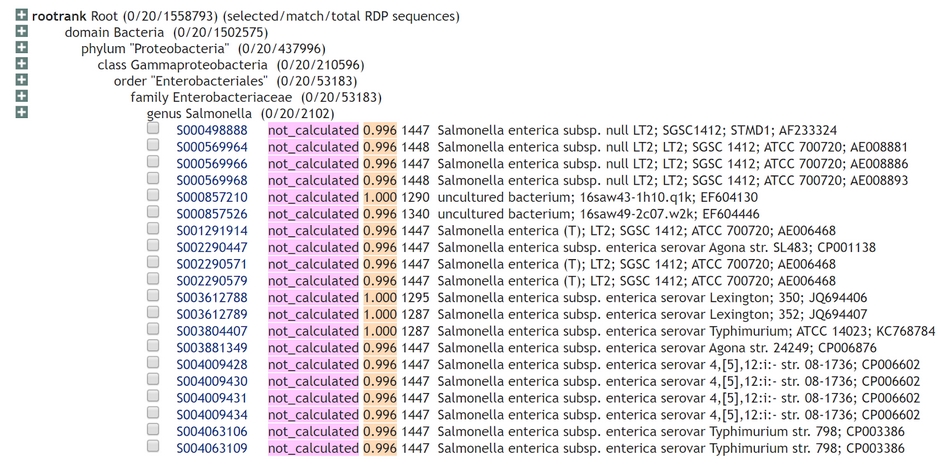 rootrank Root (0/20/1558793) (selected/match/total RDP sequences)
domain Bacteria (0/20/1502575)
phylum "Proteobacteria" (0/20/437996)
class Gammaproteobacteria (0/20/210596)
order "Enterobacteriales" (0/20/53183)
family Enterobacteriaceae (0/20/53183)
genus Salmonella (0/20/2102)
S000498888 not_calculated 0.996 1447 Salmonella enterica subsp. null LT2; SGSC1412; STMD1; AF233324
S000569964 not_calculated 0.996 1448 Salmonella enterica subsp. null LT2; LT2; SGSC 1412; ATCC 700720; AE008881
S000569966 not_calculated 0.996 1447 Salmonella enterica subsp. null LT2; LT2; SGSC 1412; ATCC 700720; AE008886
S000569968 not_calculated 0.996 1448 Salmonella enterica subsp. null LT2; LT2; SGSC 1412; ATCC 700720; AE008893
S000857210 not_calculated 1.000 1290 uncultured bacterium; 16saw43-1h10.q1k; EF604130
S000857526 not_calculated 0.996 1340 uncultured bacterium; 16saw49-2c07.w2k; EF604446
S001291914 not_calculated 0.996 1447 Salmonella enterica (T); LT2; SGSC 1412; ATCC 700720; AE006468
S002290447 not_calculated 0.996 1447 Salmonella enterica subsp. enterica serovar Agona str. SL483; CP001138
S002290571 not_calculated 0.996 1447 Salmonella enterica (T); LT2; SGSC 1412; ATCC 700720; AE006468
S002290579 not_calculated 0.996 1447 Salmonella enterica (T); LT2; SGSC 1412; ATCC 700720; AE006468
S003612788 not_calculated 1.000 1295 Salmonella enterica subsp. enterica serovar Lexington; 350; JQ694406
S003612789 not_calculated 1.000 1287 Salmonella enterica subsp. enterica serovar Lexington; 352; JQ694407
S003804407 not_calculated 1.000 1287 Salmonella enterica subsp. enterica serovar Typhimurium; ATCC 14023; KC768784
S003881349 not_calculated 0.996 1447 Salmonella enterica subsp. enterica serovar Agona str. 24249; CP006876
S004009428 not_calculated 0.996 1447 Salmonella enterica subsp. enterica serovar 4,[5],12:i:- str. 08-1736; CP006602
S004009430 not_calculated 0.996 1447 Salmonella enterica subsp. enterica serovar 4,[5],12:i:- str. 08-1736; CP006602
S004009431 not_calculated 0.996 1447 Salmonella enterica subsp. enterica serovar 4,[5],12:i:- str. 08-1736; CP006602
S004009434 not_calculated 0.996 1447 Salmonella enterica subsp. enterica serovar 4,[5],12:i:- str. 08-1736; CP006602
S004063106 not_calculated 0.996 1447 Salmonella enterica subsp. enterica serovar Typhimurium str. 798; CP003386
S004063109 not_calculated 0.996 1447 Salmonella enterica subsp. enterica serovar Typhimurium str. 798; CP003386